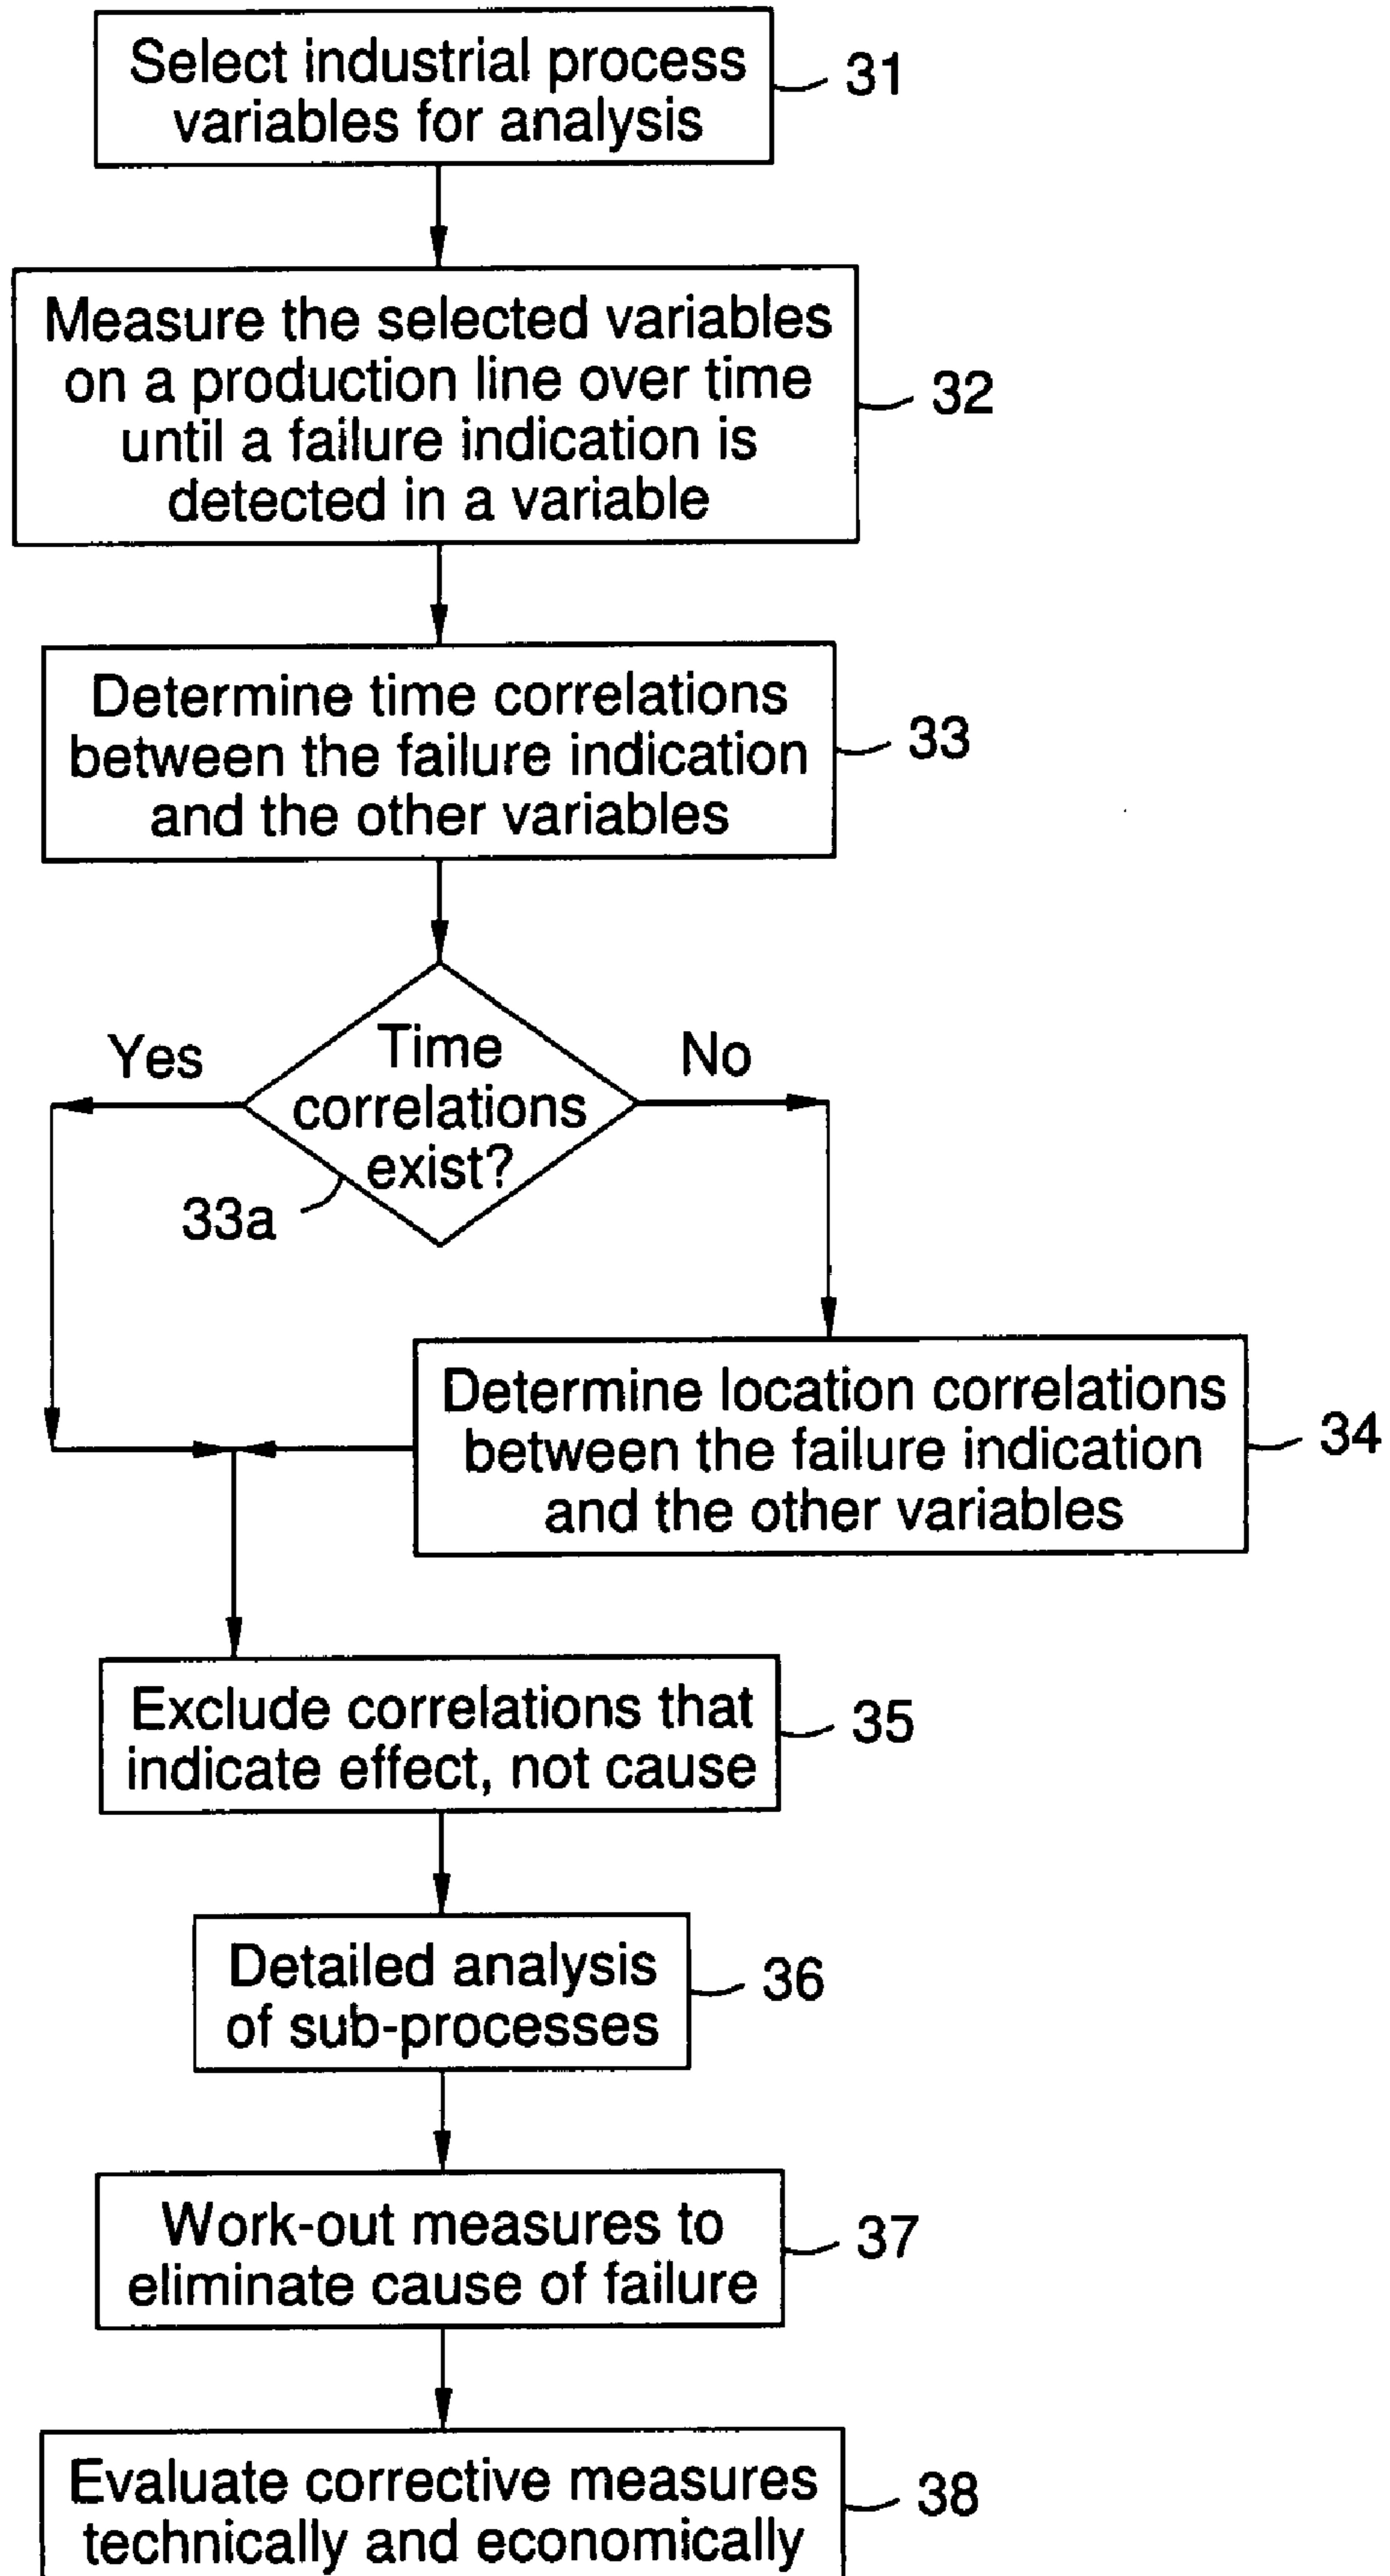 Select industrial process
variables for analysis
31
Measure the selected variables
on a production line over time
until a failure indication is
detected in a variable
32
Determine time correlations
between the failure indication
and the other variables
33
Yes
Time
correlations
exist?
No
33a
Determine location correlations
between the failure indication
and the other variables
34
Exclude correlations that
indicate effect, not cause
35
Detailed analysis
of sub-processes
36
Work-out measures to
eliminate cause of failure
37
Evaluate corrective measures
technically and economically
38